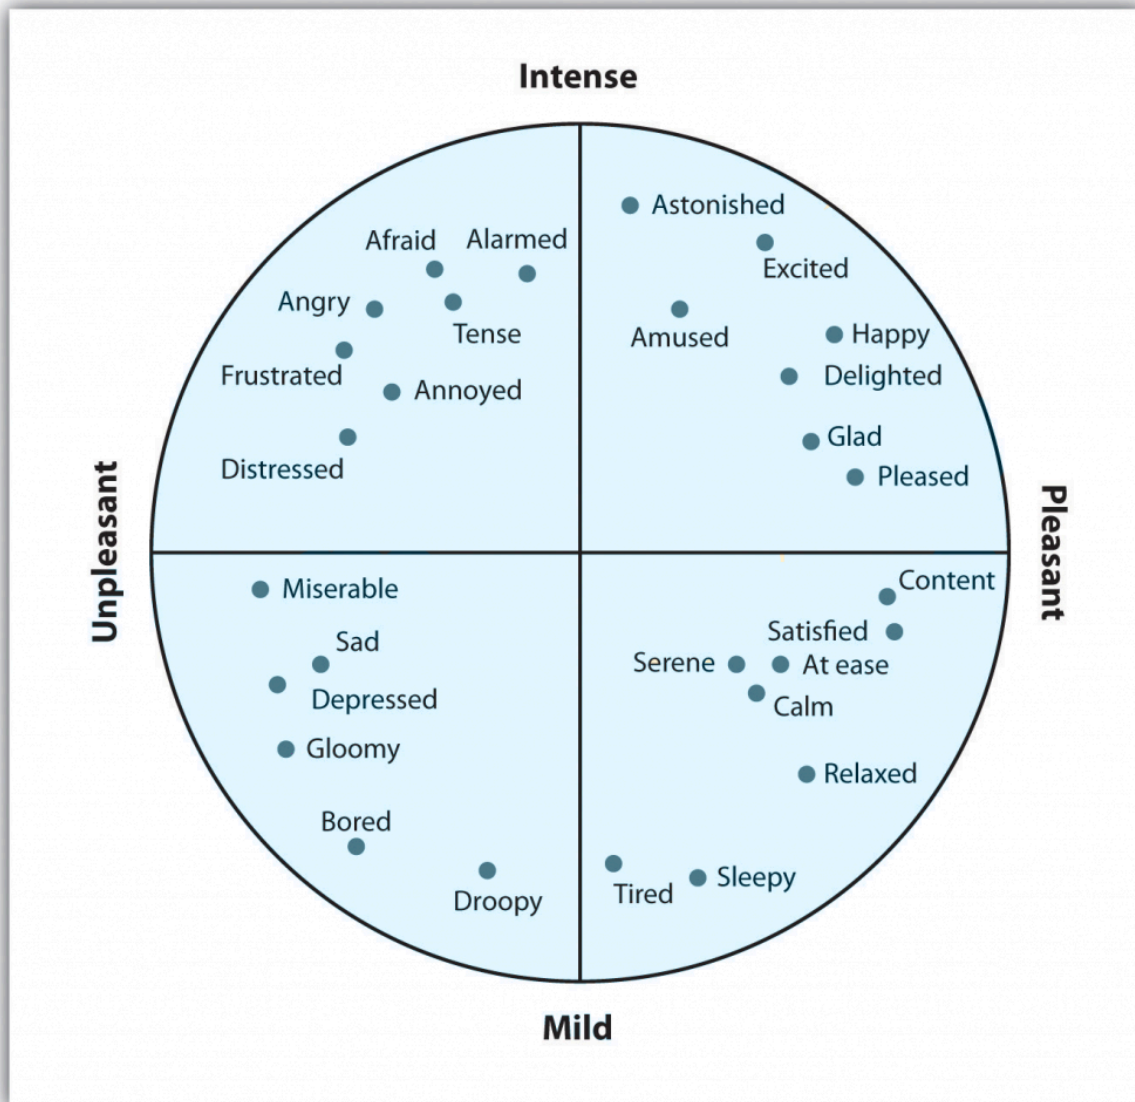 Intense
Astonished
Afraid
Alarmed
Excited
Angry
Tense
Amused
Happy
Frustrated
Delighted
Annoyed
Glad
Distressed
Pleased
Unpleasant
Pleasant
Content
Miserable
Satisfied
Sad
Serene
At ease
Depressed
Calm
Gloomy
Relaxed
Bored
Sleepy
Tired
Droopy
Mild